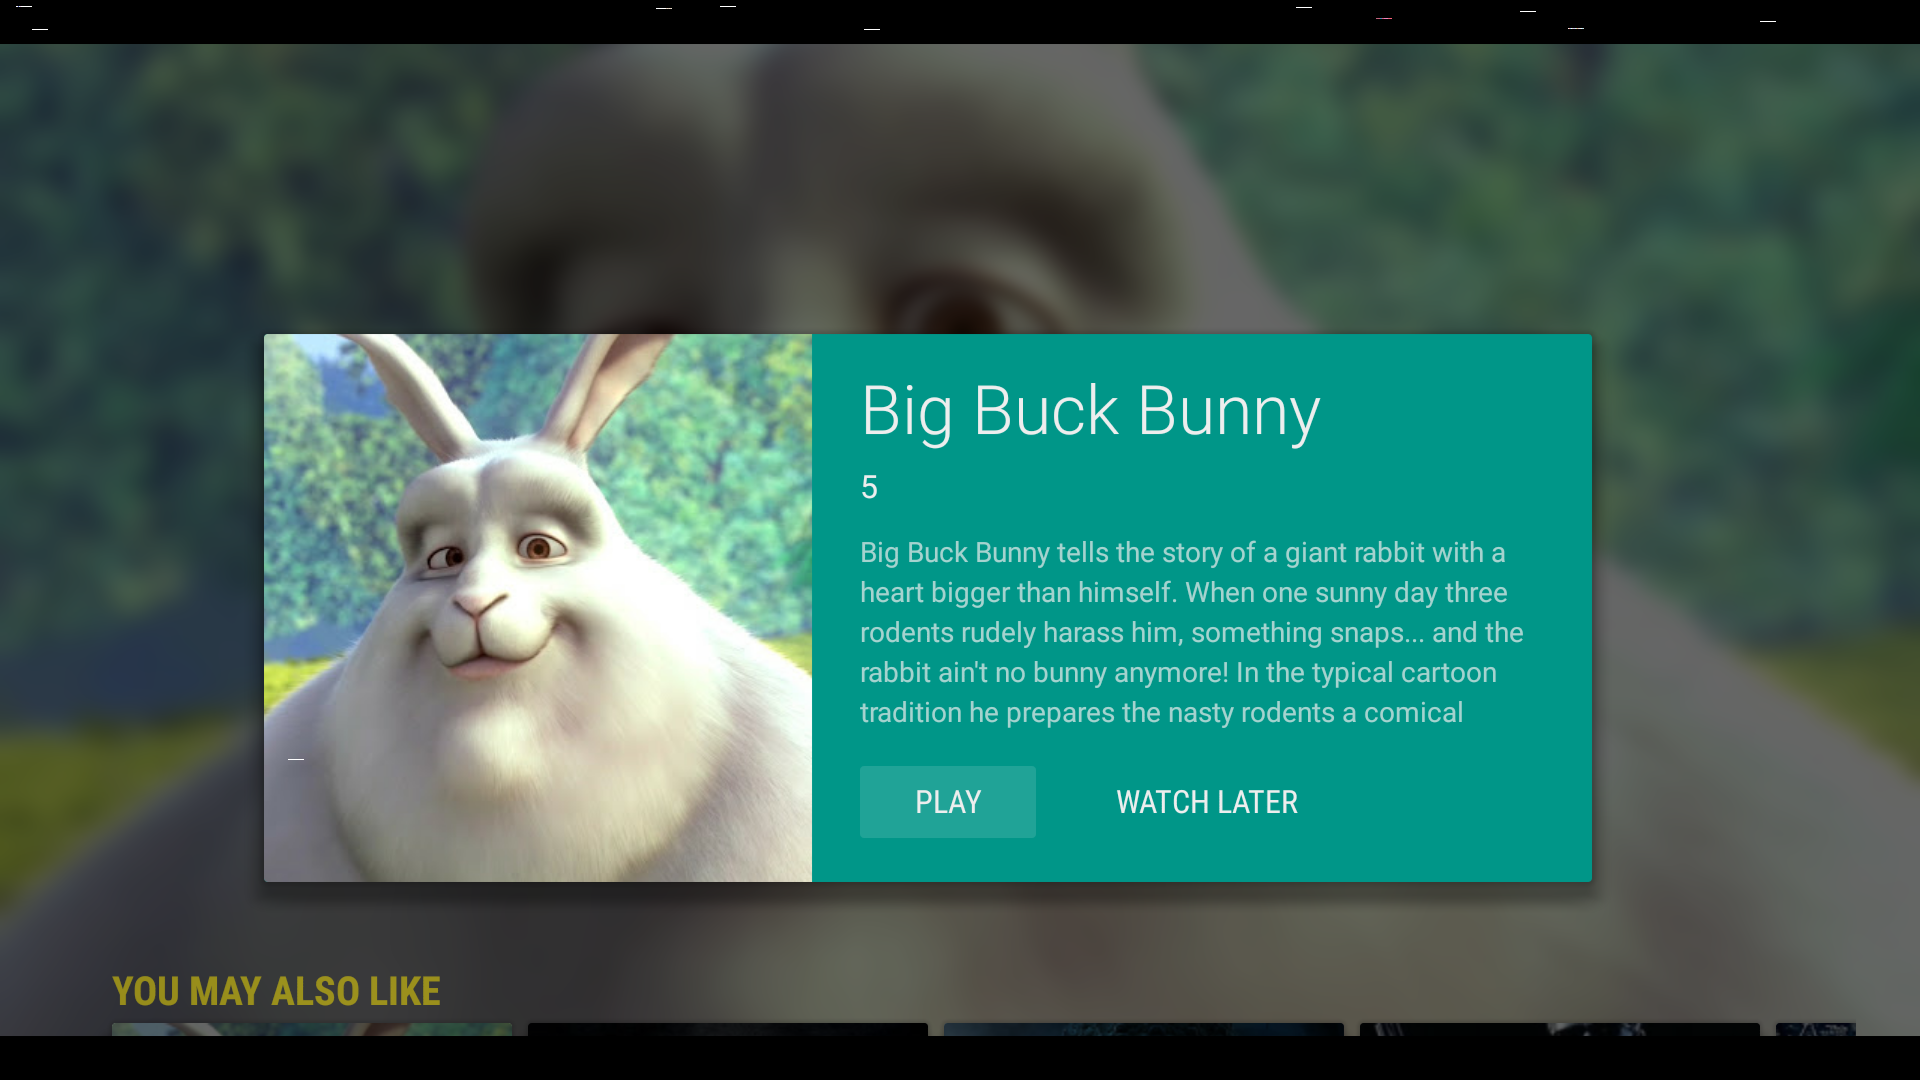 Big Buck Bunny
5
Big Buck Bunny tells the story of a giant rabbit with a
heart bigger than himself. When one sunny day three
rodents rudely harass him, something snaps... and the
rabbit ain't no bunny anymore! In the typical cartoon
tradition he prepares the nasty rodents a comical
PLAY
WATCH LATER
YOU MAY ALSO LIKE